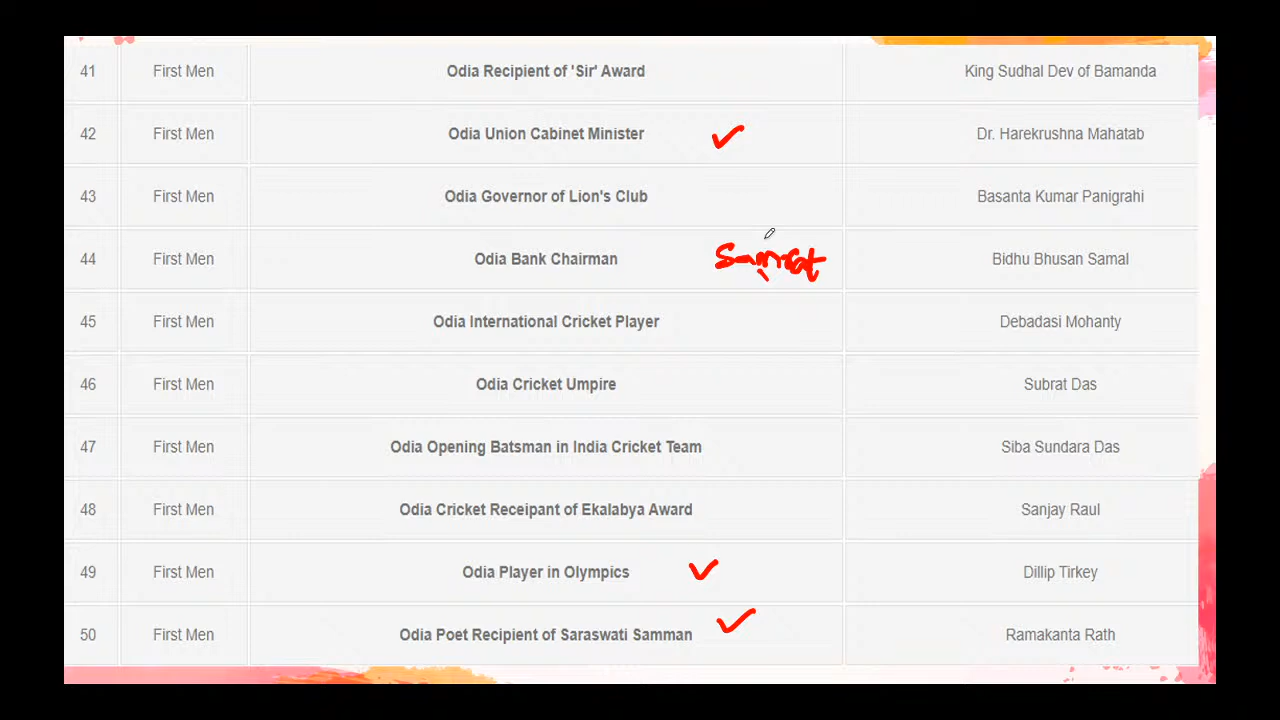 41 First Men Odia Recipient of 'Sir' Award King Sudhal Dev of Bamanda
42 First Men Odia Union Cabinet Minister Dr. Harekrushna Mahatab
43 First Men Odia Governor of Lion's Club Basanta Kumar Panigrahi
44 First Men Odia Bank Chairman Samrat Bidhu Bhusan Samal
45 First Men Odia International Cricket Player Debadasi Mohanty
46 First Men Odia Cricket Umpire Subrat Das
47 First Men Odia Opening Batsman in India Cricket Team Siba Sundara Das
48 First Men Odia Cricket Receipant of Ekalabya Award Sanjay Raul
49 First Men Odia Player in Olympics Dillip Tirkey
50 First Men Odia Poet Recipient of Saraswati Samman Ramakanta Rath